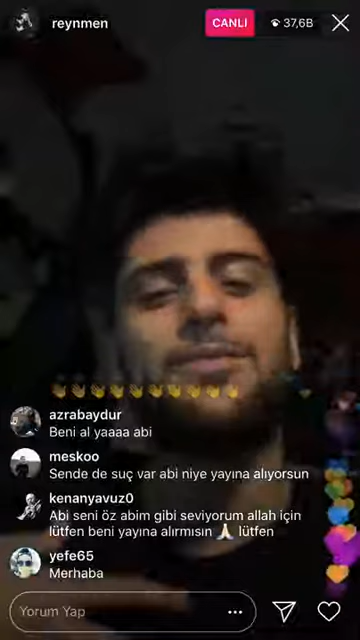 reynmen
CANLI
37,6B
👋👋👋👋👋👋👋👋👋👋
azrabaydur
Beni al yaaaa abi
meskoo
Sende de suç var abi niye yayına alıyorsun
kenanyavuz0
Abi seni öz abim gibi seviyorum allah için
lütfen beni yayına alırmısın 🙏🏻 lütfen
yefe65
Merhaba
Yorum Yap